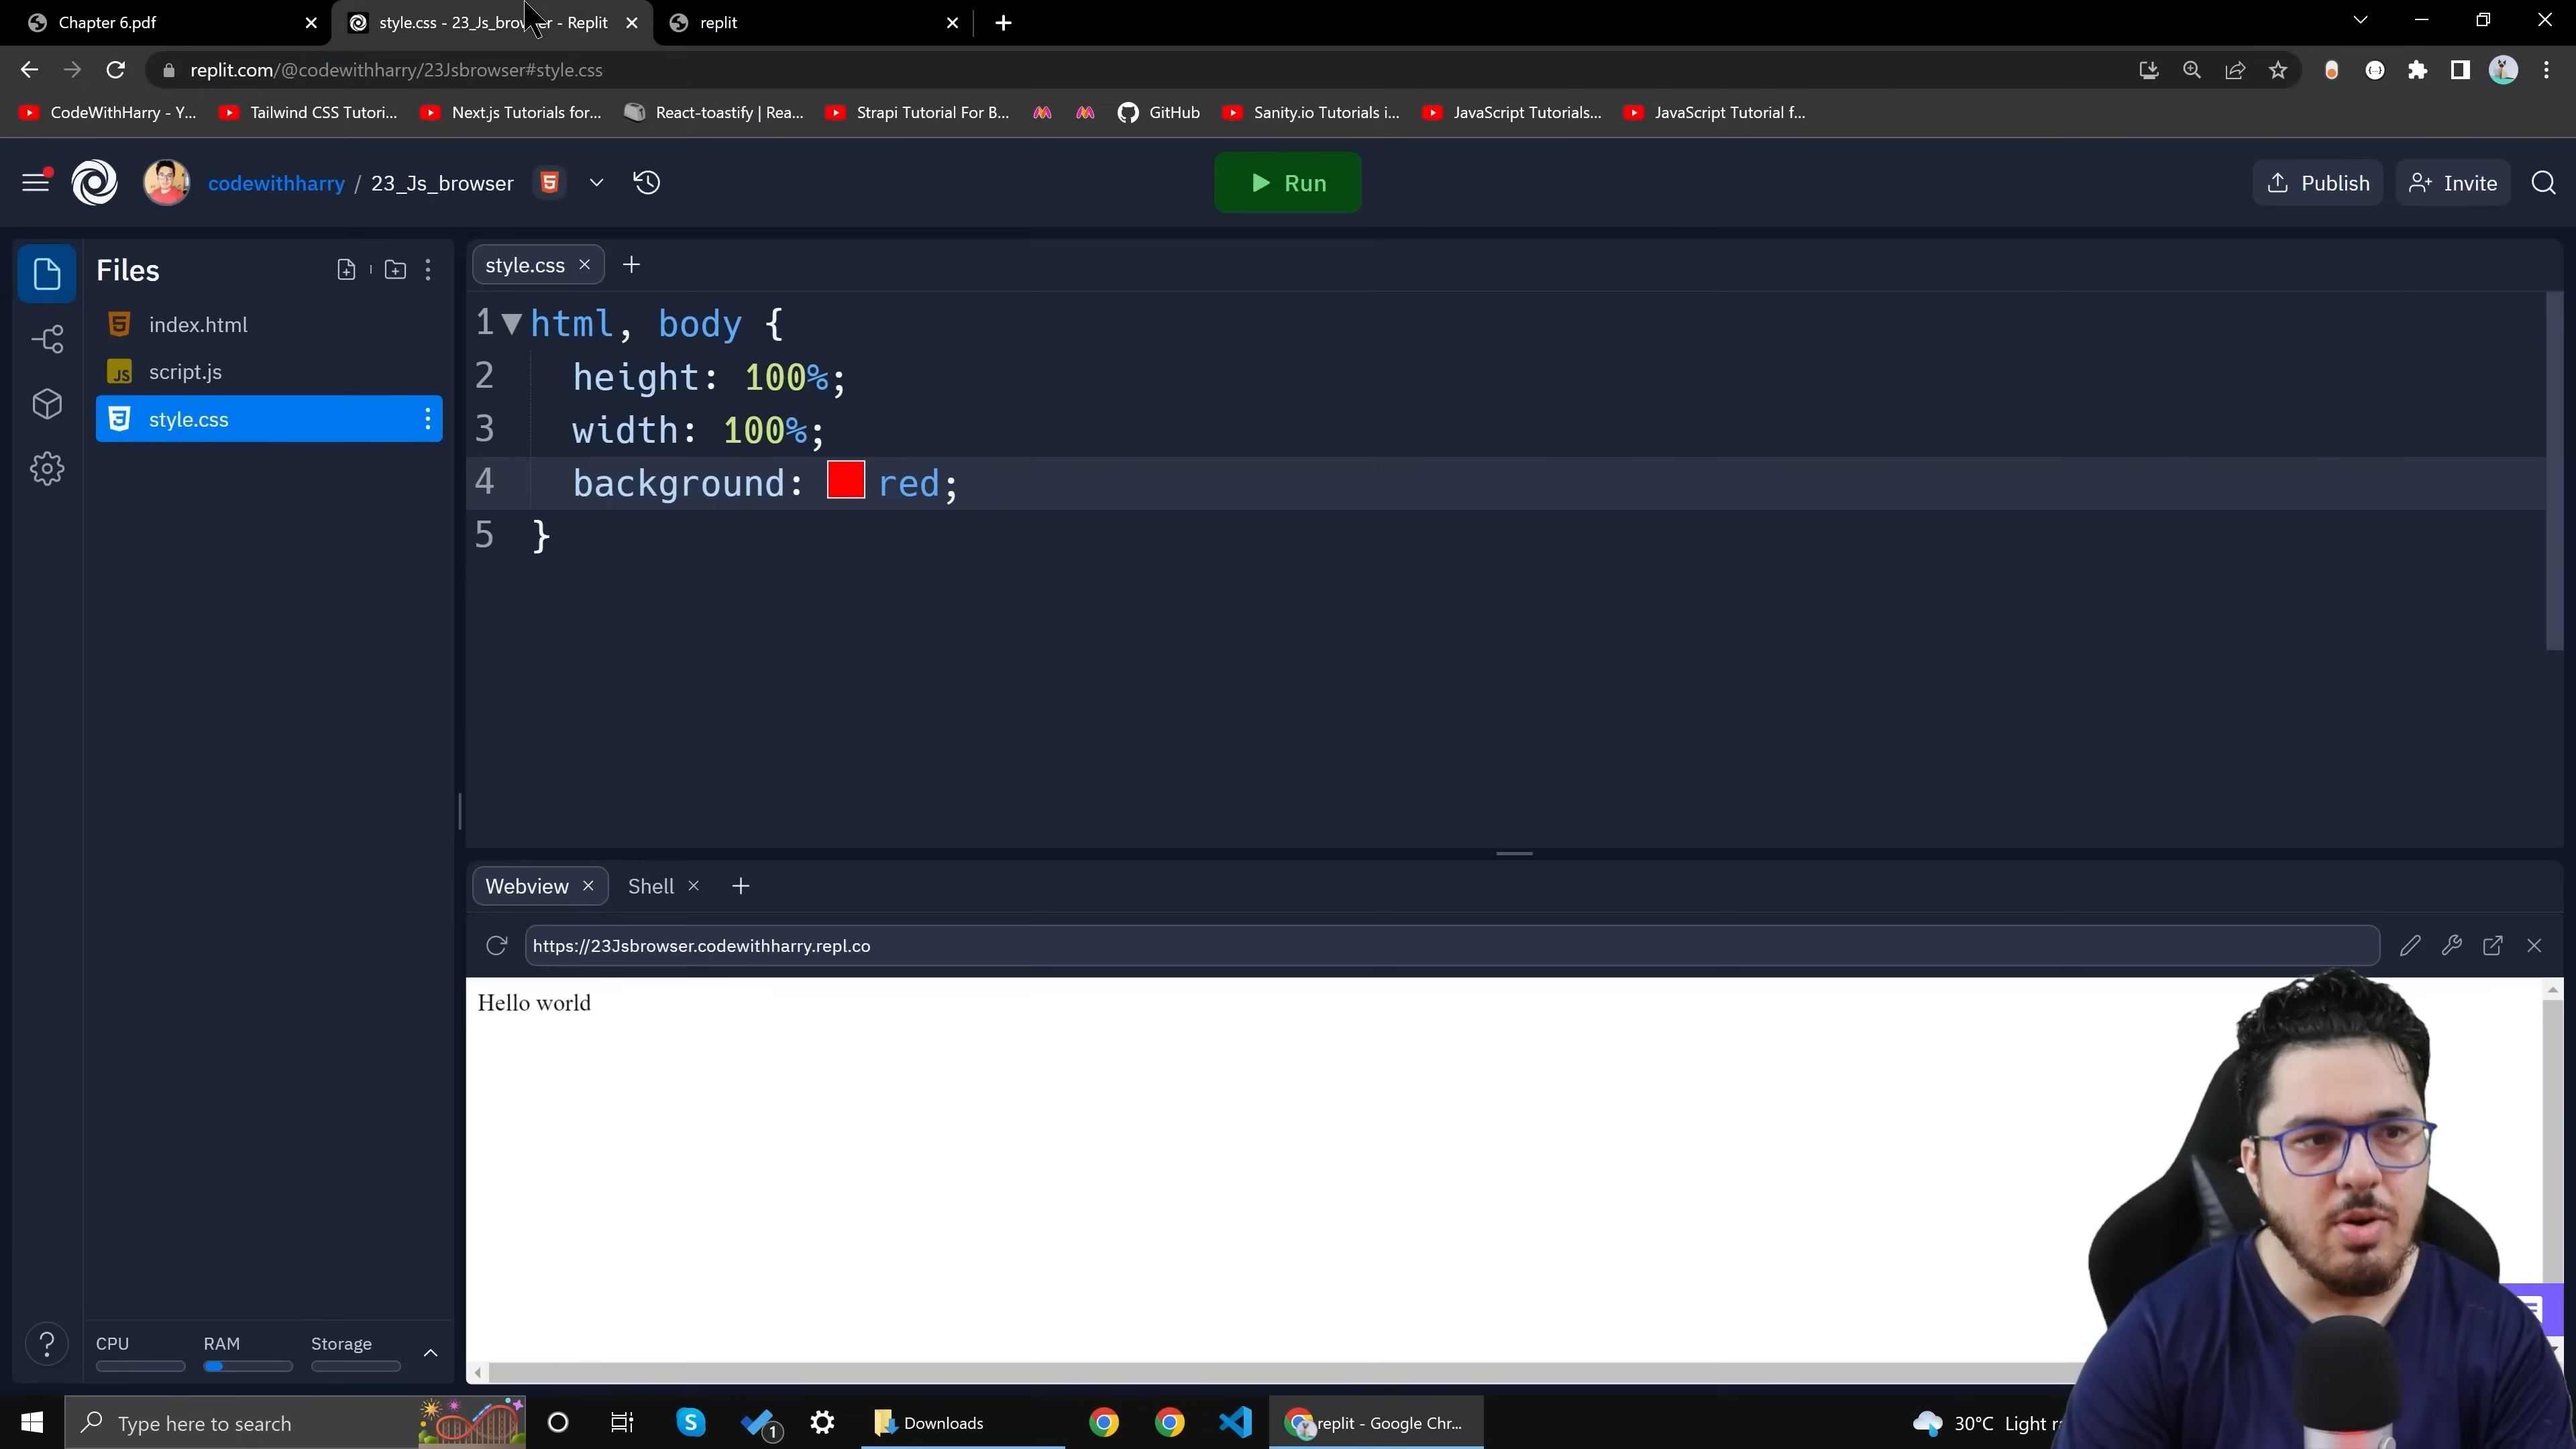 Chapter 6.pdf
style.css - 23_Js_browser - Replit
replit
replit.com/@codewithharry/23Jsbrowser#style.css
CodeWithHarry - Y...
Tailwind CSS Tutori...
Next.js Tutorials for...
React-toastify | Rea...
Strapi Tutorial For B...
GitHub
Sanity.io Tutorials i...
JavaScript Tutorials...
JavaScript Tutorial f...
codewithharry / 23_Js_browser
Run
Publish
Invite
Files
index.html
script.js
style.css
style.css
1 html, body {
2 height: 100%;
3 width: 100%;
4 background: red;
5 }
Webview
Shell
https://23Jsbrowser.codewithharry.repl.co
Hello world
CPU
RAM
Storage
Type here to search
1
Downloads
replit - Google Chr...
30°C Light